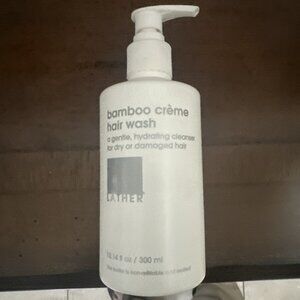 bamboo crème
hair wash
a gentle, hydrating cleanser
for dry or damaged hair
LATHER
10.14 fl oz / 300 ml